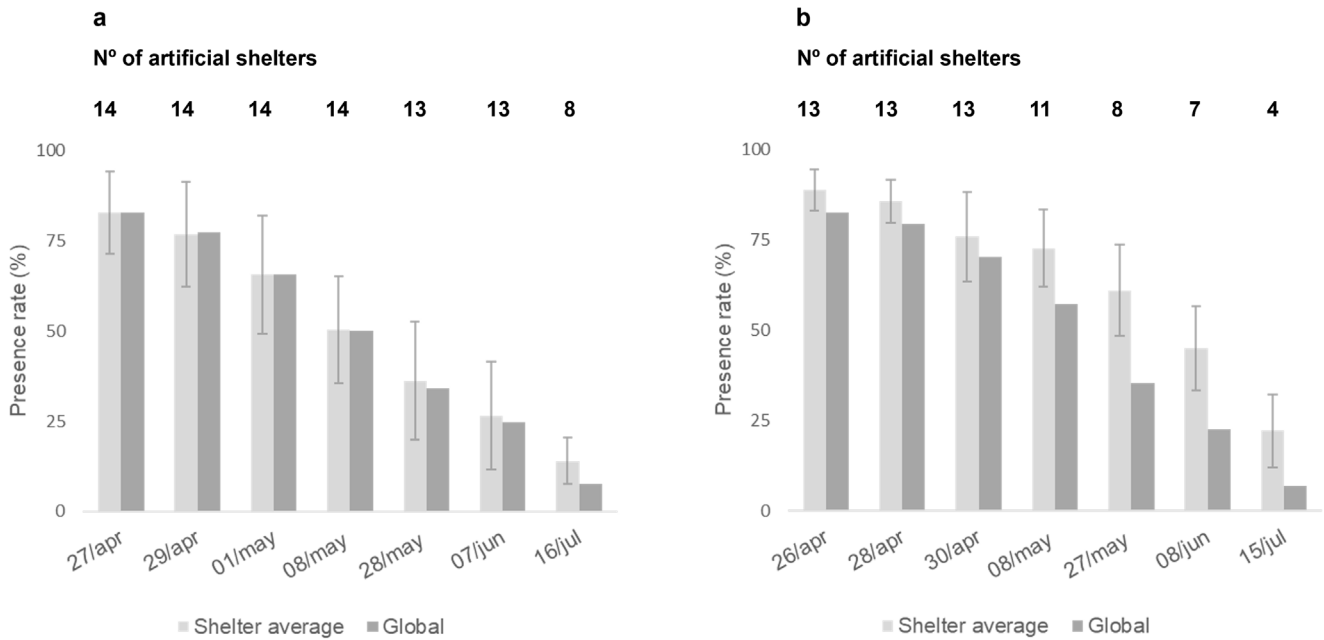 a
Nº of artificial shelters
14 14 14 14 13 13 8
100
75
50
25
0
Presence rate (%)
27/apr 29/apr 01/may 08/may 28/may 07/jun 16/jul
Shelter average Global
b
Nº of artificial shelters
13 13 13 11 8 7 4
100
75
50
25
0
Presence rate (%)
26/apr 28/apr 30/apr 08/may 27/may 08/jun 15/jul
Shelter average Global